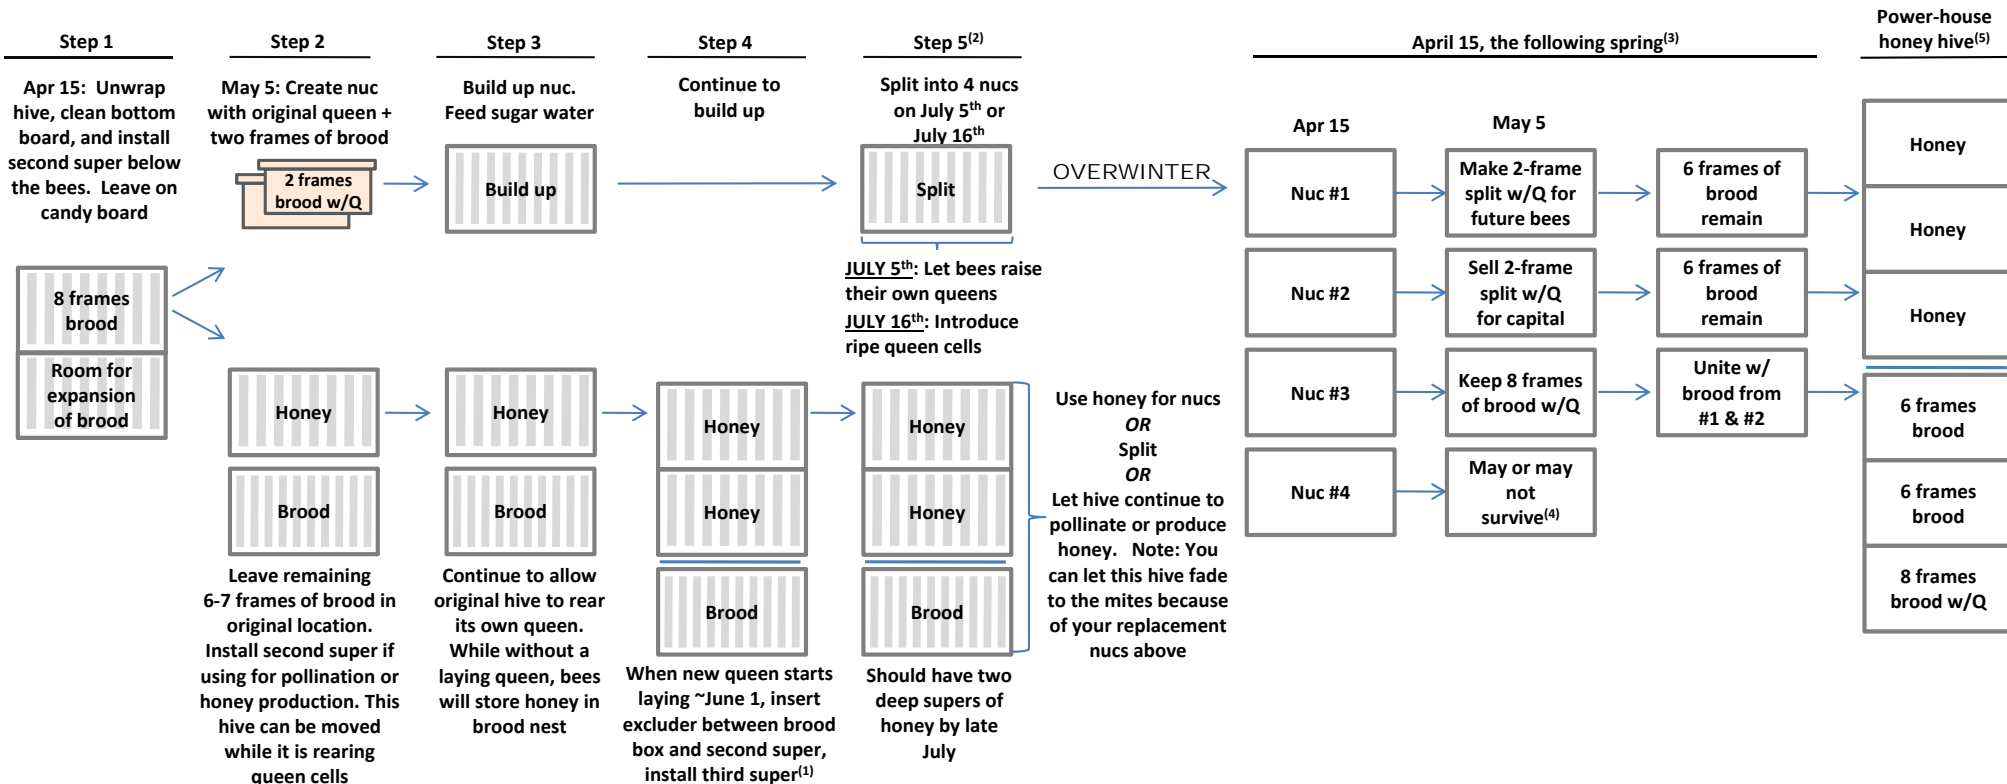 Step 1
Apr 15: Unwrap
hive, clean bottom
board, and install
second super below
the bees. Leave on
candy board
8 frames
brood
Room for
expansion
of brood
Step 2
May 5: Create nuc
with original queen +
two frames of brood
2 frames
brood w/Q
Honey
Brood
Leave remaining
6-7 frames of brood in
original location.
Install second super if
using for pollination or
honey production. This
hive can be moved
while it is rearing
queen cells
Step 3
Build up nuc.
Feed sugar water
Build up
Honey
Brood
Continue to allow
original hive to rear
its own queen.
While without a
laying queen, bees
will store honey in
brood nest
Step 4
Continue to
build up
Honey
Honey
Brood
When new queen starts
laying ~June 1, insert
excluder between brood
box and second super,
install third super(1)
Step 5(2)
Split into 4 nucs
on July 5th or
July 16th
Split
JULY 5th: Let bees raise
their own queens
JULY 16th: Introduce
ripe queen cells
Honey
Honey
Brood
Should have two
deep supers of
honey by late
July
OVERWINTER
Use honey for nucs
OR
Split
OR
Let hive continue to
pollinate or produce
honey. Note: You
can let this hive fade
to the mites because
of your replacement
nucs above
April 15, the following spring(3)
Apr 15
May 5
Nuc #1
Make 2-frame
split w/Q for
future bees
6 frames of
brood
remain
Nuc #2
Sell 2-frame
split w/Q
for capital
6 frames of
brood
remain
Nuc #3
Keep 8 frames
of brood w/Q
Unite w/
brood from
#1 & #2
Nuc #4
May or may
not
survive(4)
Power-house
honey hive(5)
Honey
Honey
Honey
6 frames
brood
6 frames
brood
8 frames
brood w/Q